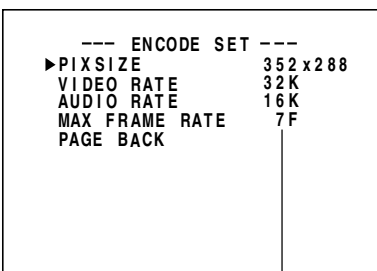 --- ENCODE SET ---
▶PIXSIZE 352x288
VIDEO RATE 32K
AUDIO RATE 16K
MAX FRAME RATE 7F
PAGE BACK